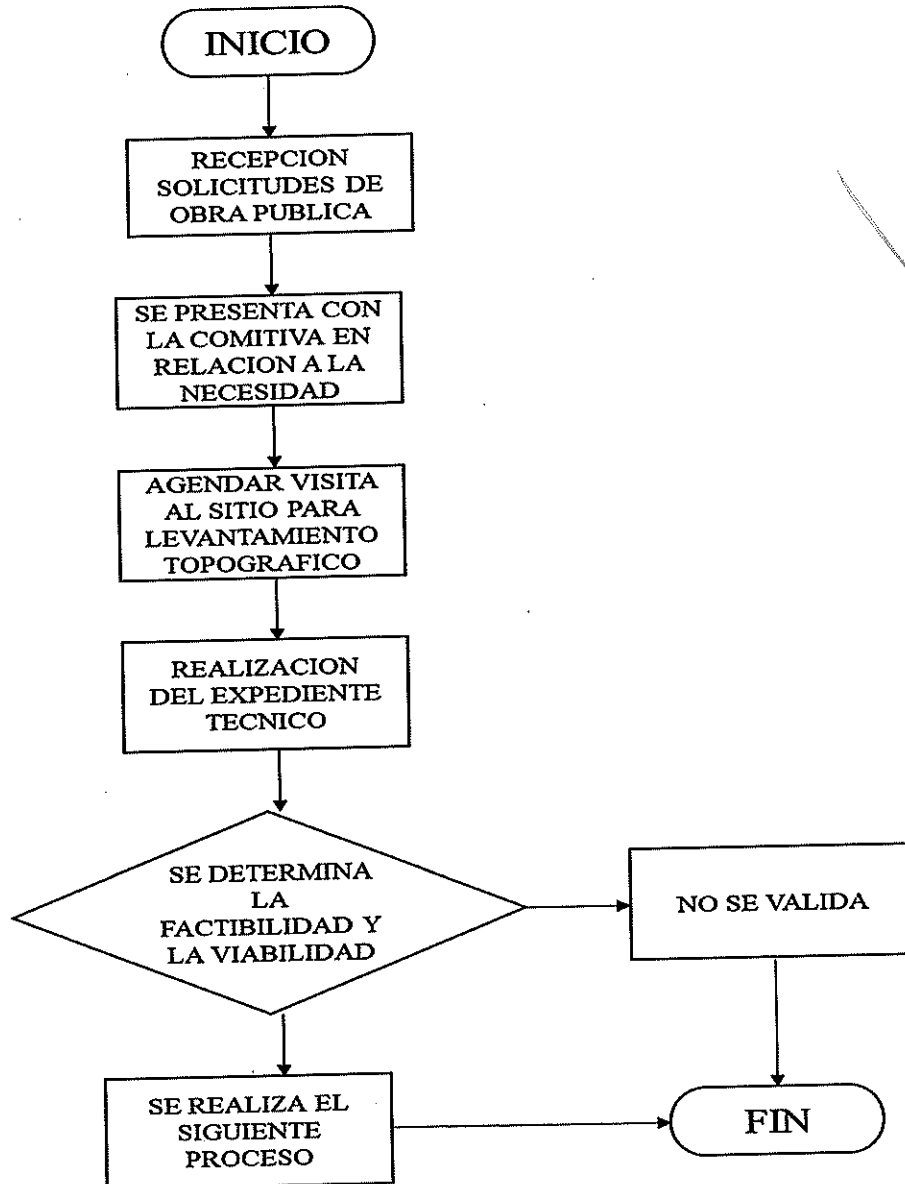 INICIO
RECEPCION
SOLICITUDES DE
OBRA PUBLICA
SE PRESENTA CON
LA COMITIVA EN
RELACION A LA
NECESIDAD
AGENDAR VISITA
AL SITIO PARA
LEVANTAMIENTO
TOPOGRAFICO
REALIZACION
DEL EXPEDIENTE
TECNICO
SE DETERMINA
LA
FACTIBILIDAD Y
LA VIABILIDAD
NO SE VALIDA
SE REALIZA EL
SIGUIENTE
PROCESO
FIN